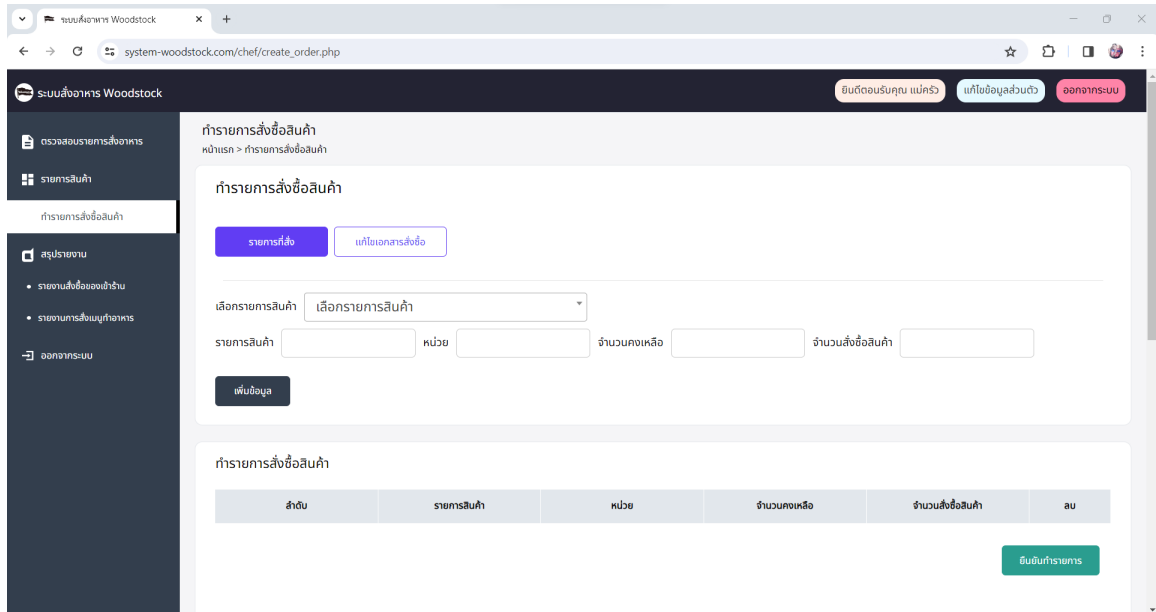 ระบบสั่งอาหาร Woodstock
system-woodstock.com/chef/create_order.php
ระบบสั่งอาหาร Woodstock
ยินดีตอนรับคุณ แม่ครัว
แก้ไขข้อมูลส่วนตัว
ออกจากระบบ
ตรวจสอบรายการสั่งอาหาร
รายการสินค้า
ทำรายการสั่งซื้อสินค้า
สรุปรายงาน
รายงานสั่งซื้อของเข้าร้าน
รายงานการสั่งเมนูทำอาหาร
ออกจากระบบ
ทำรายการสั่งซื้อสินค้า
หน้าแรก > ทำรายการสั่งซื้อสินค้า
ทำรายการสั่งซื้อสินค้า
รายการที่สั่ง
แก้ไขเอกสารสั่งซื้อ
เลือกรายการสินค้า เลือกรายการสินค้า
รายการสินค้า หน่วย จำนวนคงเหลือ จำนวนสั่งซื้อสินค้า
เพิ่มข้อมูล
ทำรายการสั่งซื้อสินค้า
ลำดับ รายการสินค้า หน่วย จำนวนคงเหลือ จำนวนสั่งซื้อสินค้า ลบ
ยืนยันทำรายการ